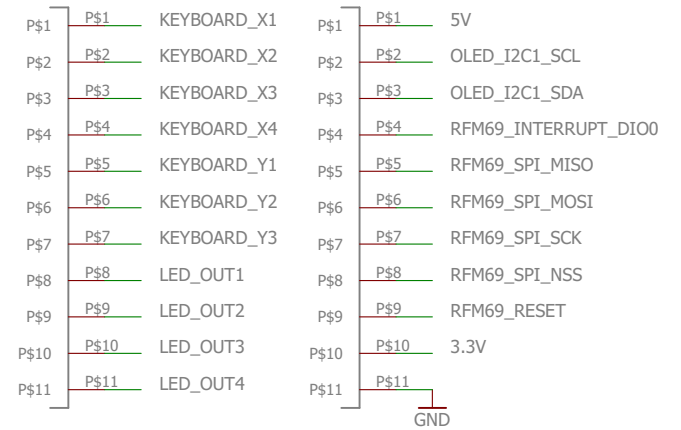 P$1 P$1 KEYBOARD_X1
P$2 P$2 KEYBOARD_X2
P$3 P$3 KEYBOARD_X3
P$4 P$4 KEYBOARD_X4
P$5 P$5 KEYBOARD_Y1
P$6 P$6 KEYBOARD_Y2
P$7 P$7 KEYBOARD_Y3
P$8 P$8 LED_OUT1
P$9 P$9 LED_OUT2
P$10 P$10 LED_OUT3
P$11 P$11 LED_OUT4
P$1 P$1 5V
P$2 P$2 OLED_I2C1_SCL
P$3 P$3 OLED_I2C1_SDA
P$4 P$4 RFM69_INTERRUPT_DIO0
P$5 P$5 RFM69_SPI_MISO
P$6 P$6 RFM69_SPI_MOSI
P$7 P$7 RFM69_SPI_SCK
P$8 P$8 RFM69_SPI_NSS
P$9 P$9 RFM69_RESET
P$10 P$10 3.3V
P$11 P$11
GND